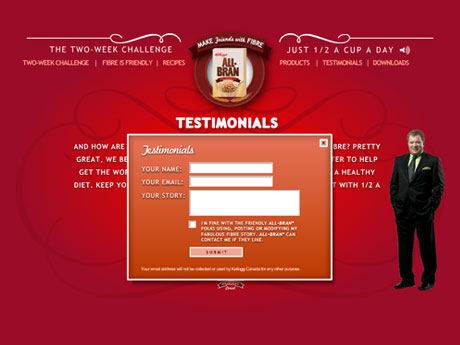 MAKE Friends with FIBRE
THE TWO-WEEK CHALLENGE
JUST 1/2 A CUP A DAY
TWO-WEEK CHALLENGE | FIBRE IS FRIENDLY | RECIPES
PRODUCTS | TESTIMONIALS | DOWNLOADS
Kellogg's
ALL-BRAN
TESTIMONIALS
AND HOW ARE
FIBRE? PRETTY
GREAT, WE BE
TER TO HELP
GET THE WOR
A HEALTHY
DIET. KEEP YO
T WITH 1/2 A
Testimonials
x
YOUR NAME:
YOUR EMAIL:
YOUR STORY:
I'M FINE WITH THE FRIENDLY ALL-BRAN*
FOLKS USING, POSTING OR MODIFYING MY
FABULOUS FIBRE STORY. ALL-BRAN* CAN
CONTACT ME IF THEY LIKE.
SUBMIT
Your email address will not be collected or used by Kellogg Canada for any other purpose.